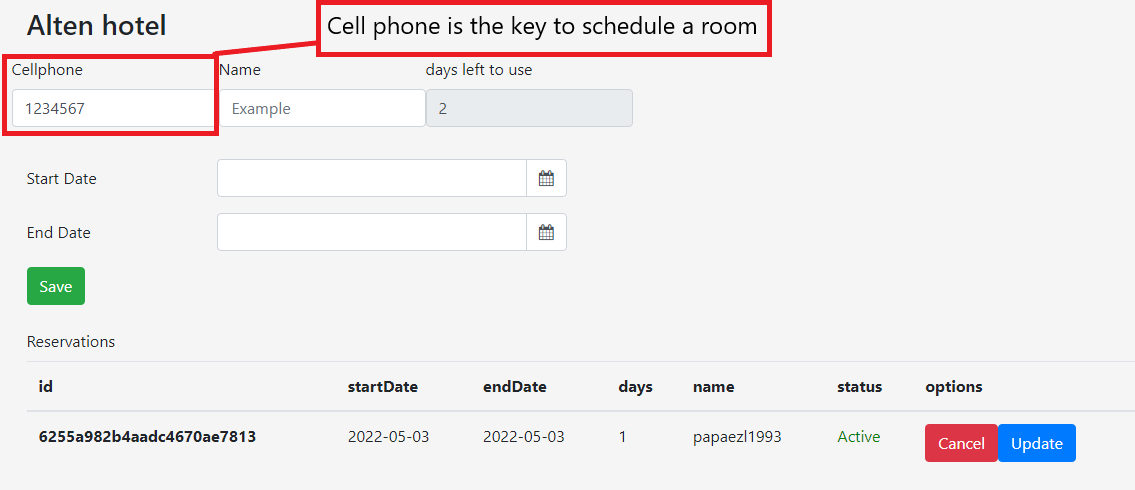 Alten hotel
Cell phone is the key to schedule a room
Cellphone Name days left to use
1234567 Example 2
Start Date
End Date
Save
Reservations
id startDate endDate days name status options
6255a982b4aadc4670ae7813 2022-05-03 2022-05-03 1 papaezl1993 Active Cancel Update